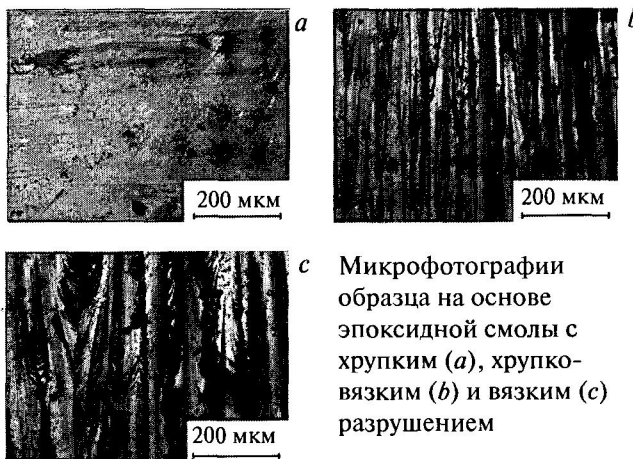 a
200 мкм
b
200 мкм
c
200 мкм
Микрофотографии
образца на основе
эпоксидной смолы с
хрупким (a), хрупко-
вязким (b) и вязким (c)
разрушением